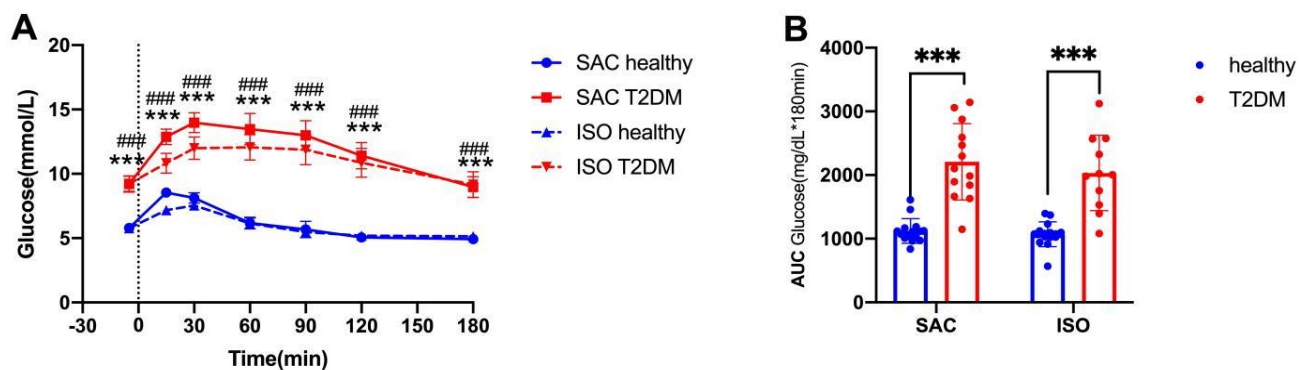 A
Glucose(mmol/L)
20
15
10
5
0
###
***
###
***
###
***
###
***
###
***
###
***
###
***
-30 0 30 60 90 120 150 180
Time(min)
SAC healthy
SAC T2DM
ISO healthy
ISO T2DM
B
AUC Glucose(mg/dL*180min)
4000
3000
2000
1000
0
*** ***
SAC ISO
healthy
T2DM